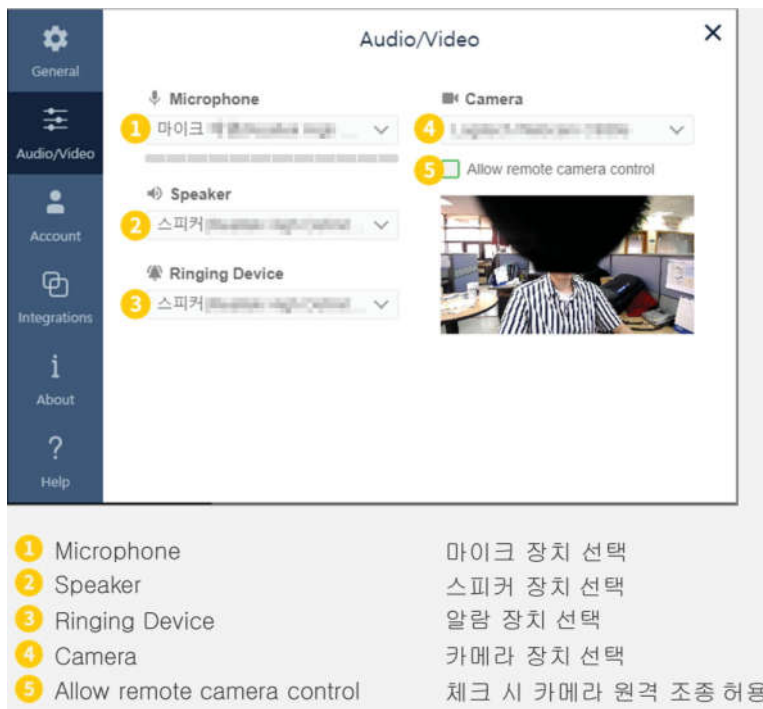 General
Audio/Video
Account
Integrations
About
Help
Audio/Video
Microphone
1 마이크
Speaker
2 스피커
Ringing Device
3 스피커
Camera
4
5 Allow remote camera control
1 Microphone 마이크 장치 선택
2 Speaker 스피커 장치 선택
3 Ringing Device 알람 장치 선택
4 Camera 카메라 장치 선택
5 Allow remote camera control 체크 시 카메라 원격 조종 허용